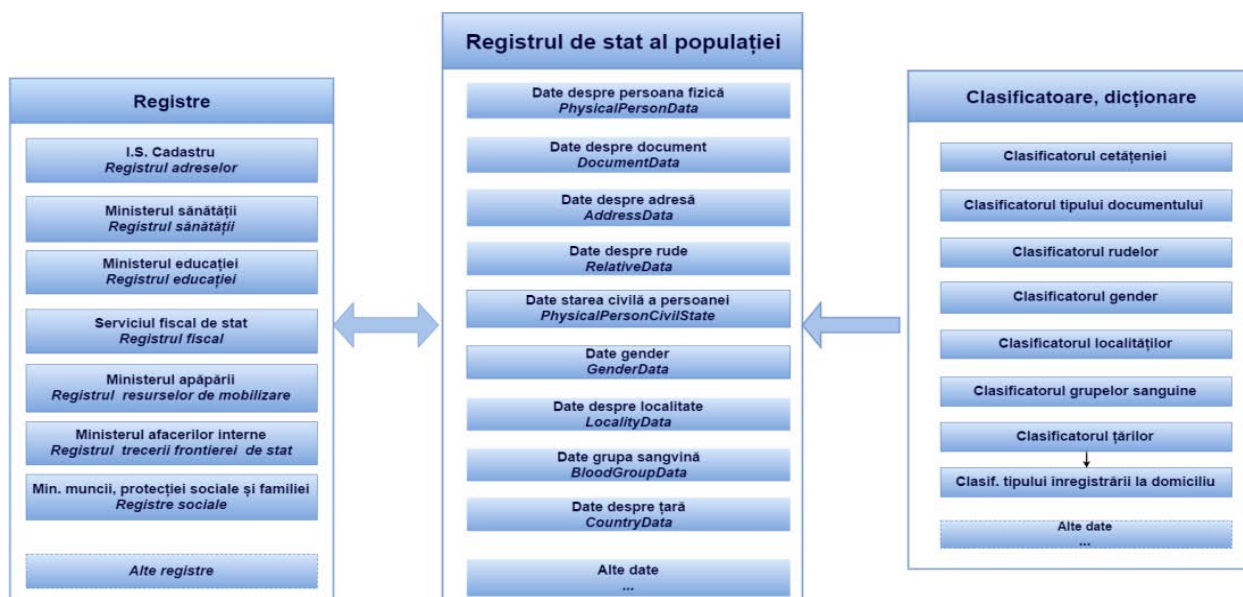 Registre
I.S. Cadastru
Registrul adreselor
Ministerul sănătății
Registrul sănătății
Ministerul educației
Registrul educației
Serviciul fiscal de stat
Registrul fiscal
Ministerul apăpării
Registrul resurselor de mobilizare
Ministerul afacerilor interne
Registrul trecerii frontierei de stat
Min. muncii, protecției sociale și familiei
Registre sociale
Alte registre
Registrul de stat al populației
Date despre persoana fizică
PhysicalPersonData
Date despre document
DocumentData
Date despre adresă
AddressData
Date despre rude
RelativeData
Date starea civilă a persoanei
PhysicalPersonCivilState
Date gender
GenderData
Date despre localitate
LocalityData
Date grupa sangvină
BloodGroupData
Date despre țară
CountryData
Alte date
...
Clasificatoare, dicționare
Clasificatorul cetățeniei
Clasificatorul tipului documentului
Clasificatorul rudelor
Clasificatorul gender
Clasificatorul localităților
Clasificatorul grupelor sanguine
Clasificatorul țărilor
Clasif. tipului inregistrării la domiciliu
Alte date
...